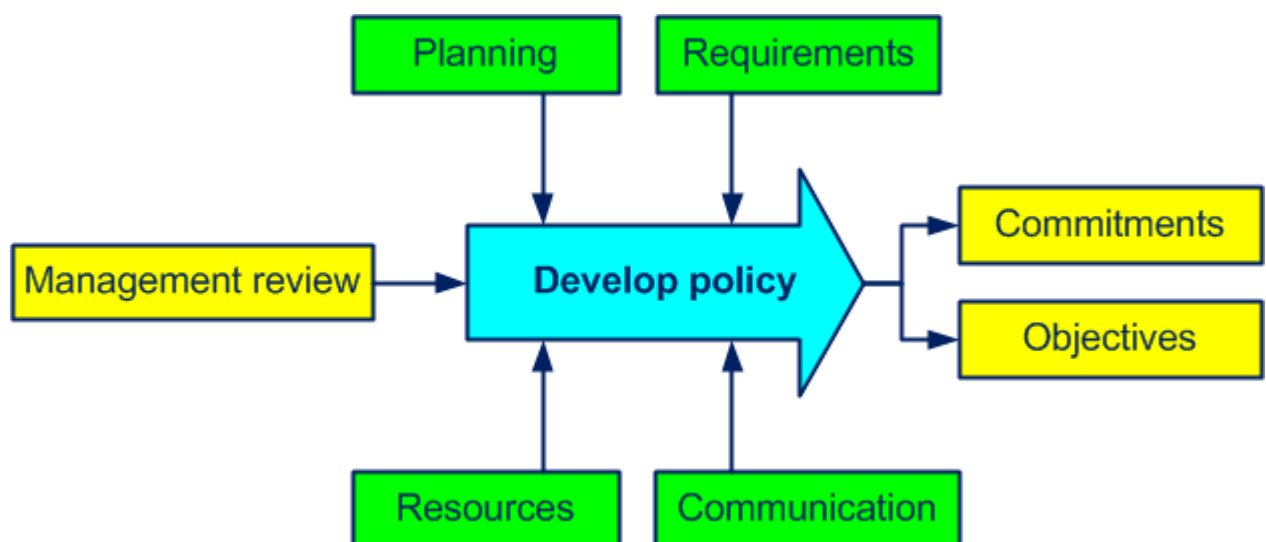 Planning
Requirements
Management review
Develop policy
Commitments
Objectives
Resources
Communication